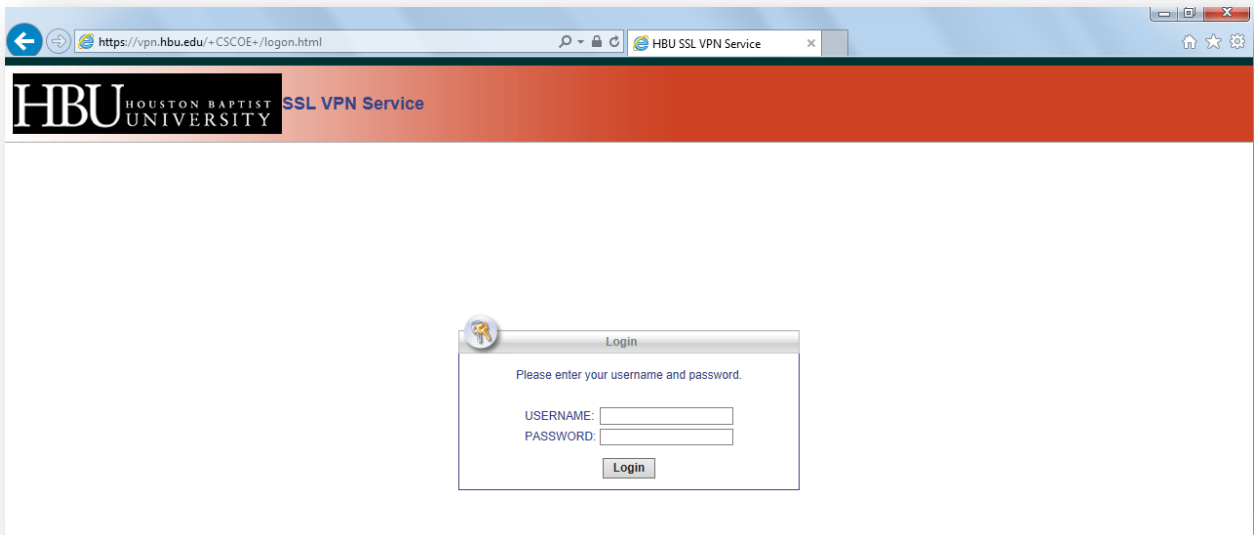 https://vpn.hbu.edu/+CSCOE+/logon.html
HBU SSL VPN Service
HBU HOUSTON BAPTIST UNIVERSITY
SSL VPN Service
Login
Please enter your username and password.
USERNAME:
PASSWORD:
Login